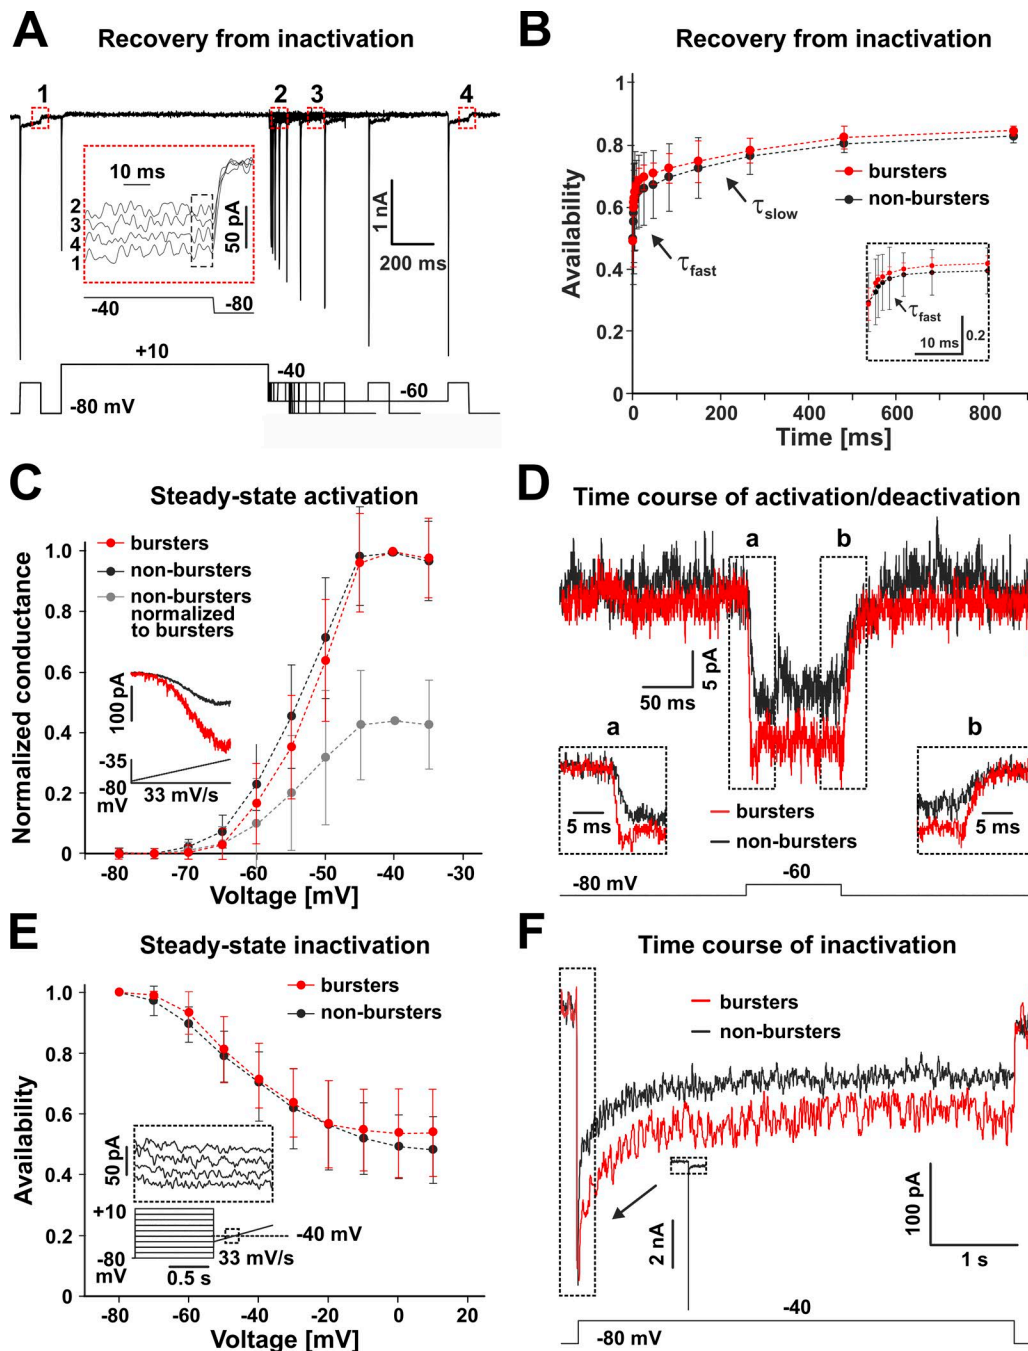 A Recovery from inactivation
1 2 3 4
10 ms
2
3
4
1
50 pA
-40 -80
1 nA
200 ms
+10
-40
-60
-80 mV
B Recovery from inactivation
1
0.8
0.6
0.4
0.2
0
Availability
bursters
non-bursters
τslow
τfast
τfast
10 ms 0.2
0 200 400 600 800
Time [ms]
C Steady-state activation
bursters
non-bursters
non-bursters
normalized
to bursters
1.0
0.8
0.6
0.4
0.2
0
Normalized conductance
100 pA
-35
-80
mV
33 mV/s
-80 -70 -60 -50 -40 -30
Voltage [mV]
D Time course of activation/deactivation
a b
5 pA
50 ms
a b
5 ms
5 ms
bursters
non-bursters
-80 mV -60
E Steady-state inactivation
bursters
non-bursters
1.0
0.8
0.6
0.4
0.2
0
Availability
50 pA
+10
-80
mV
-40 mV
33 mV/s
0.5 s
-80 -60 -40 -20 0 20
Voltage [mV]
F Time course of inactivation
bursters
non-bursters
2 nA
100 pA
1 s
-40
-80 mV